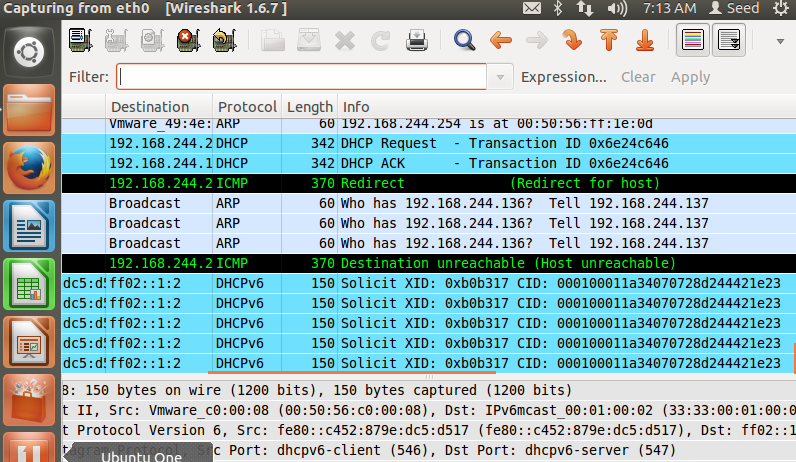 Capturing from eth0 [Wireshark 1.6.7 ] 7:13 AM Seed
Filter: Expression... Clear Apply
Destination Protocol Length Info
Vmware_49:4e: ARP 60 192.168.244.254 is at 00:50:56:ff:1e:0d
192.168.244.2 DHCP 342 DHCP Request - Transaction ID 0x6e24c646
192.168.244.1 DHCP 342 DHCP ACK - Transaction ID 0x6e24c646
192.168.244.2 ICMP 370 Redirect (Redirect for host)
Broadcast ARP 60 Who has 192.168.244.136? Tell 192.168.244.137
Broadcast ARP 60 Who has 192.168.244.136? Tell 192.168.244.137
Broadcast ARP 60 Who has 192.168.244.136? Tell 192.168.244.137
192.168.244.2 ICMP 370 Destination unreachable (Host unreachable)
dc5:d5 ff02::1:2 DHCPv6 150 Solicit XID: 0xb0b317 CID: 000100011a34070728d244421e23
dc5:d5 ff02::1:2 DHCPv6 150 Solicit XID: 0xb0b317 CID: 000100011a34070728d244421e23
dc5:d5 ff02::1:2 DHCPv6 150 Solicit XID: 0xb0b317 CID: 000100011a34070728d244421e23
dc5:d5 ff02::1:2 DHCPv6 150 Solicit XID: 0xb0b317 CID: 000100011a34070728d244421e23
dc5:d5 ff02::1:2 DHCPv6 150 Solicit XID: 0xb0b317 CID: 000100011a34070728d244421e23
8: 150 bytes on wire (1200 bits), 150 bytes captured (1200 bits)
t II, Src: Vmware_c0:00:08 (00:50:56:c0:00:08), Dst: IPv6mcast_00:01:00:02 (33:33:00:01:00:0
t Protocol Version 6, Src: fe80::c452:879e:dc5:d517 (fe80::c452:879e:dc5:d517), Dst: ff02::1
tagram Protocol, Src Port: dhcpv6-client (546), Dst Port: dhcpv6-server (547)
Ubuntu One